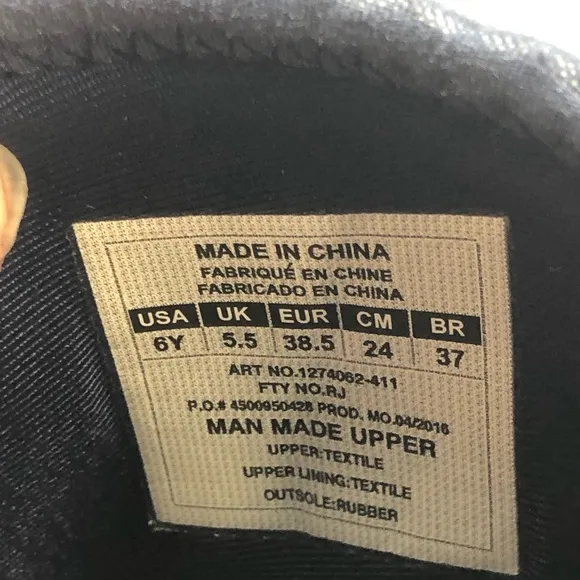 MADE IN CHINA
FABRIQUÉ EN CHINE
FABRICADO EN CHINA
USA UK EUR CM BR
6Y 5.5 38.5 24 37
ART NO.1274062-411
FTY NO.RJ
P.O.# 4500950428 PROD. MO.04/2016
MAN MADE UPPER
UPPER:TEXTILE
UPPER LINING:TEXTILE
OUTSOLE:RUBBER